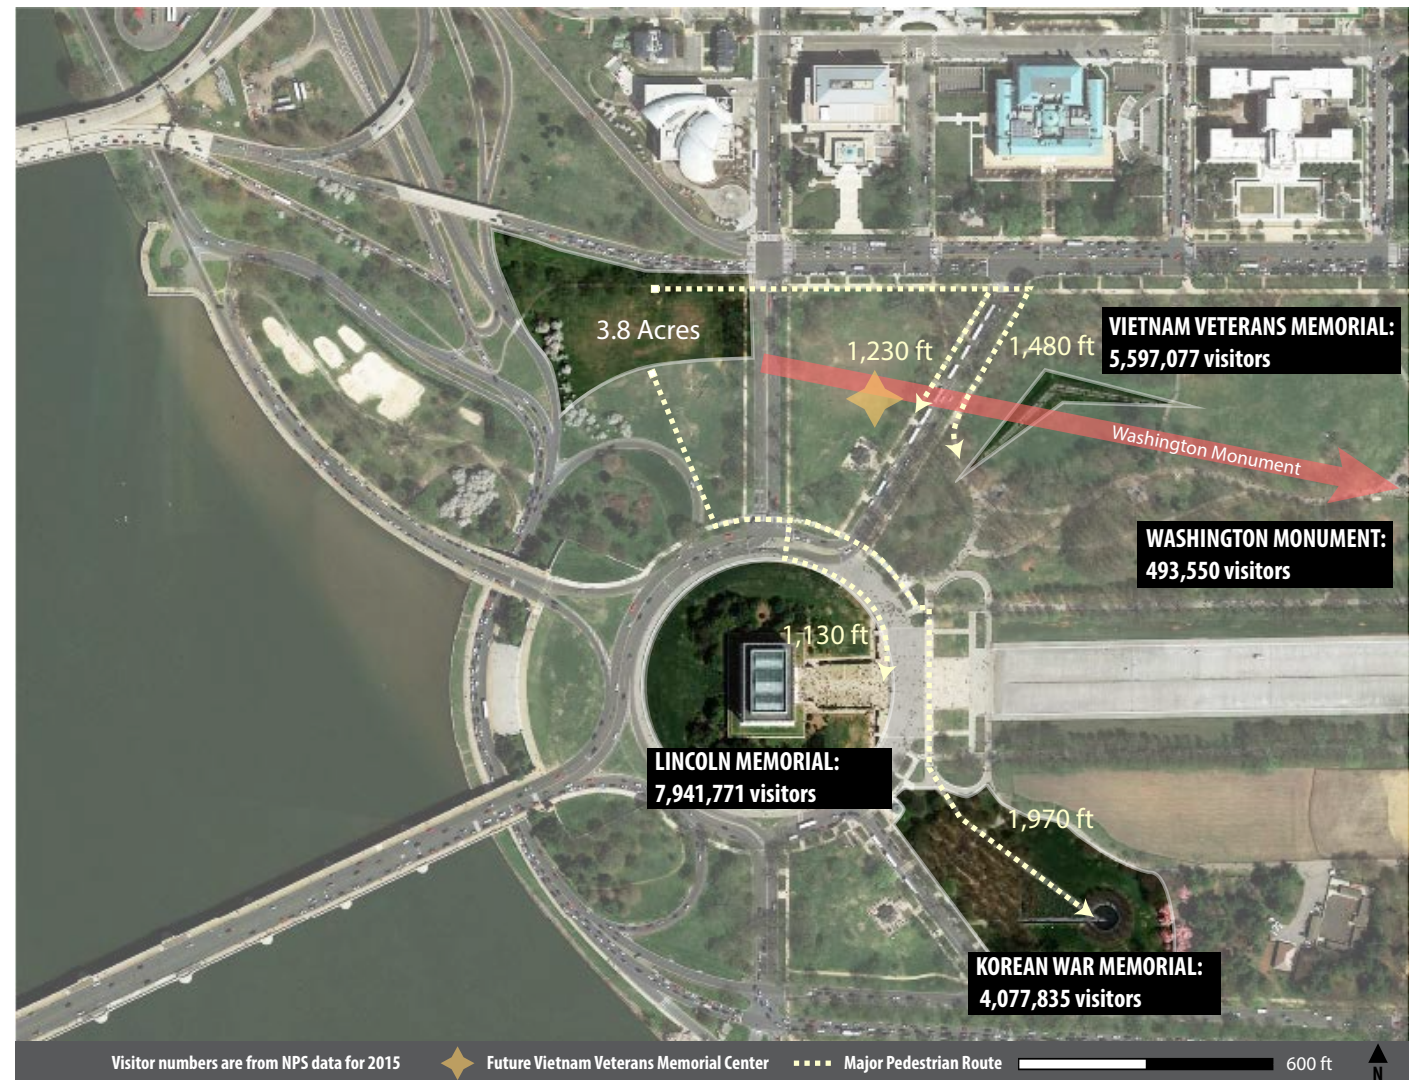 3.8 Acres
1,230 ft
1,480 ft
VIETNAM VETERANS MEMORIAL:
5,597,077 visitors
Washington Monument
WASHINGTON MONUMENT:
493,550 visitors
1,130 ft
LINCOLN MEMORIAL:
7,941,771 visitors
1,970 ft
KOREAN WAR MEMORIAL:
4,077,835 visitors
Visitor numbers are from NPS data for 2015
Future Vietnam Veterans Memorial Center
Major Pedestrian Route
600 ft
N